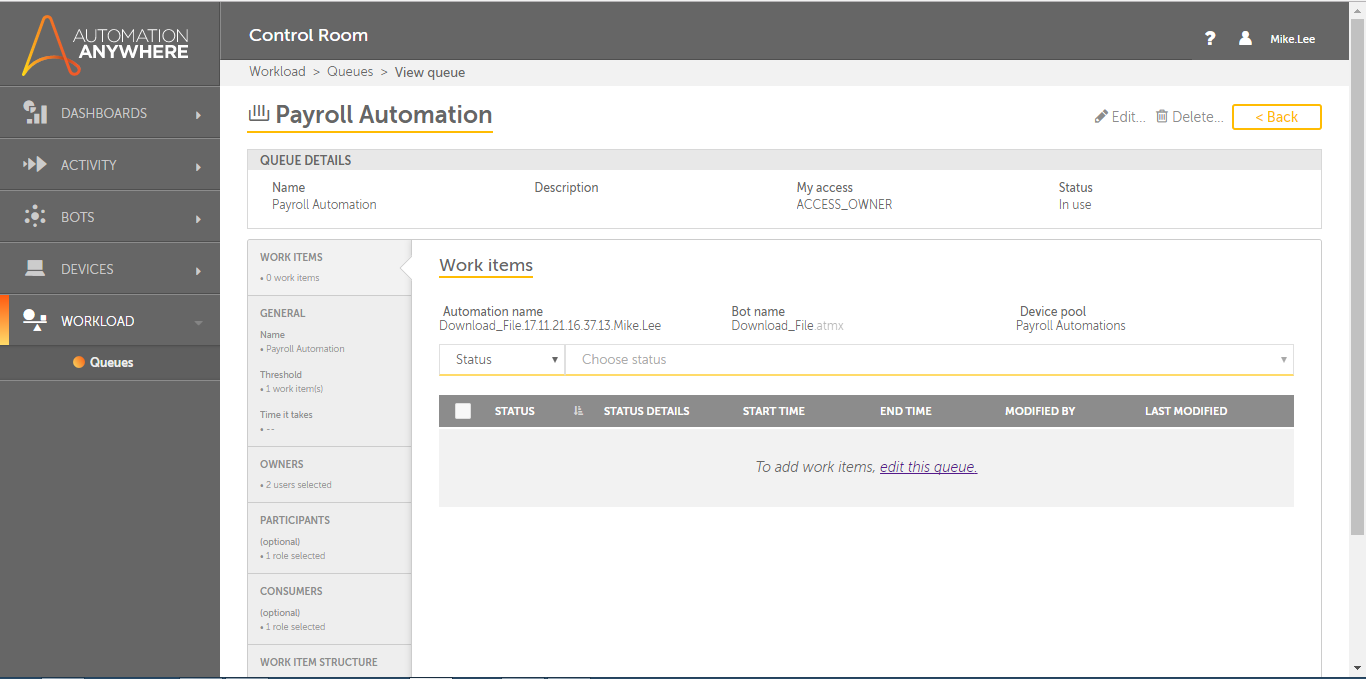 AUTOMATION
ANYWHERE
Control Room
? Mike.Lee
Workload > Queues > View queue
DASHBOARDS
ACTIVITY
BOTS
DEVICES
WORKLOAD
Queues
Payroll Automation
Edit... Delete... < Back
QUEUE DETAILS
Name Description My access Status
Payroll Automation ACCESS_OWNER In use
WORK ITEMS
• 0 work items
GENERAL
Name
• Payroll Automation
Threshold
• 1 work item(s)
Time it takes
• --
OWNERS
• 2 users selected
PARTICIPANTS
(optional)
• 1 role selected
CONSUMERS
(optional)
• 1 role selected
WORK ITEM STRUCTURE
Work items
Automation name Bot name Device pool
Download_File.17.11.21.16.37.13.Mike.Lee Download_File.atmx Payroll Automations
Status Choose status
STATUS STATUS DETAILS START TIME END TIME MODIFIED BY LAST MODIFIED
To add work items, edit this queue.